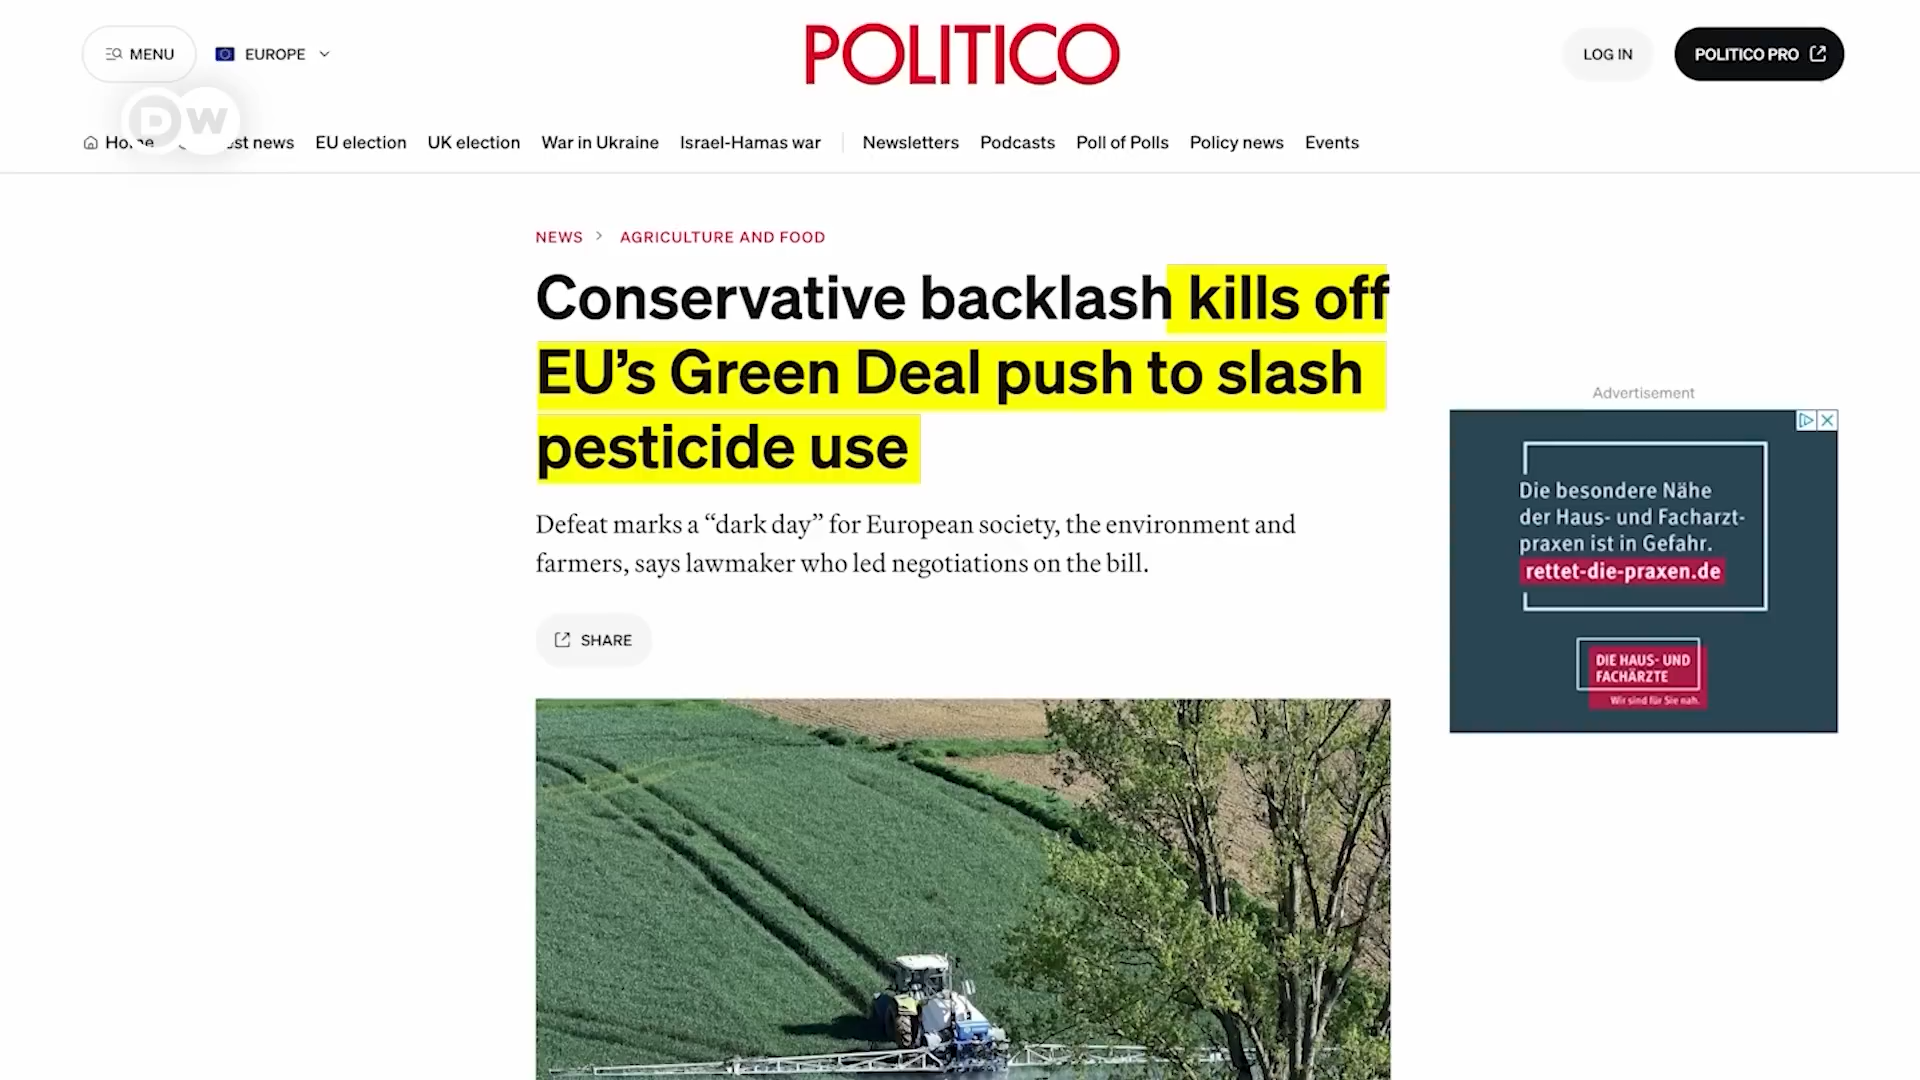 MENU
EUROPE
POLITICO
LOG IN
POLITICO PRO
DW
Home
est news
EU election
UK election
War in Ukraine
Israel-Hamas war
Newsletters
Podcasts
Poll of Polls
Policy news
Events
NEWS > AGRICULTURE AND FOOD
Conservative backlash kills off
EU’s Green Deal push to slash
pesticide use
Defeat marks a “dark day” for European society, the environment and
farmers, says lawmaker who led negotiations on the bill.
SHARE
Advertisement
Die besondere Nähe
der Haus- und Facharzt-
praxen ist in Gefahr.
rettet-die-praxen.de
DIE HAUS- UND
FACHÄRZTE
Wir sind für Sie nah.